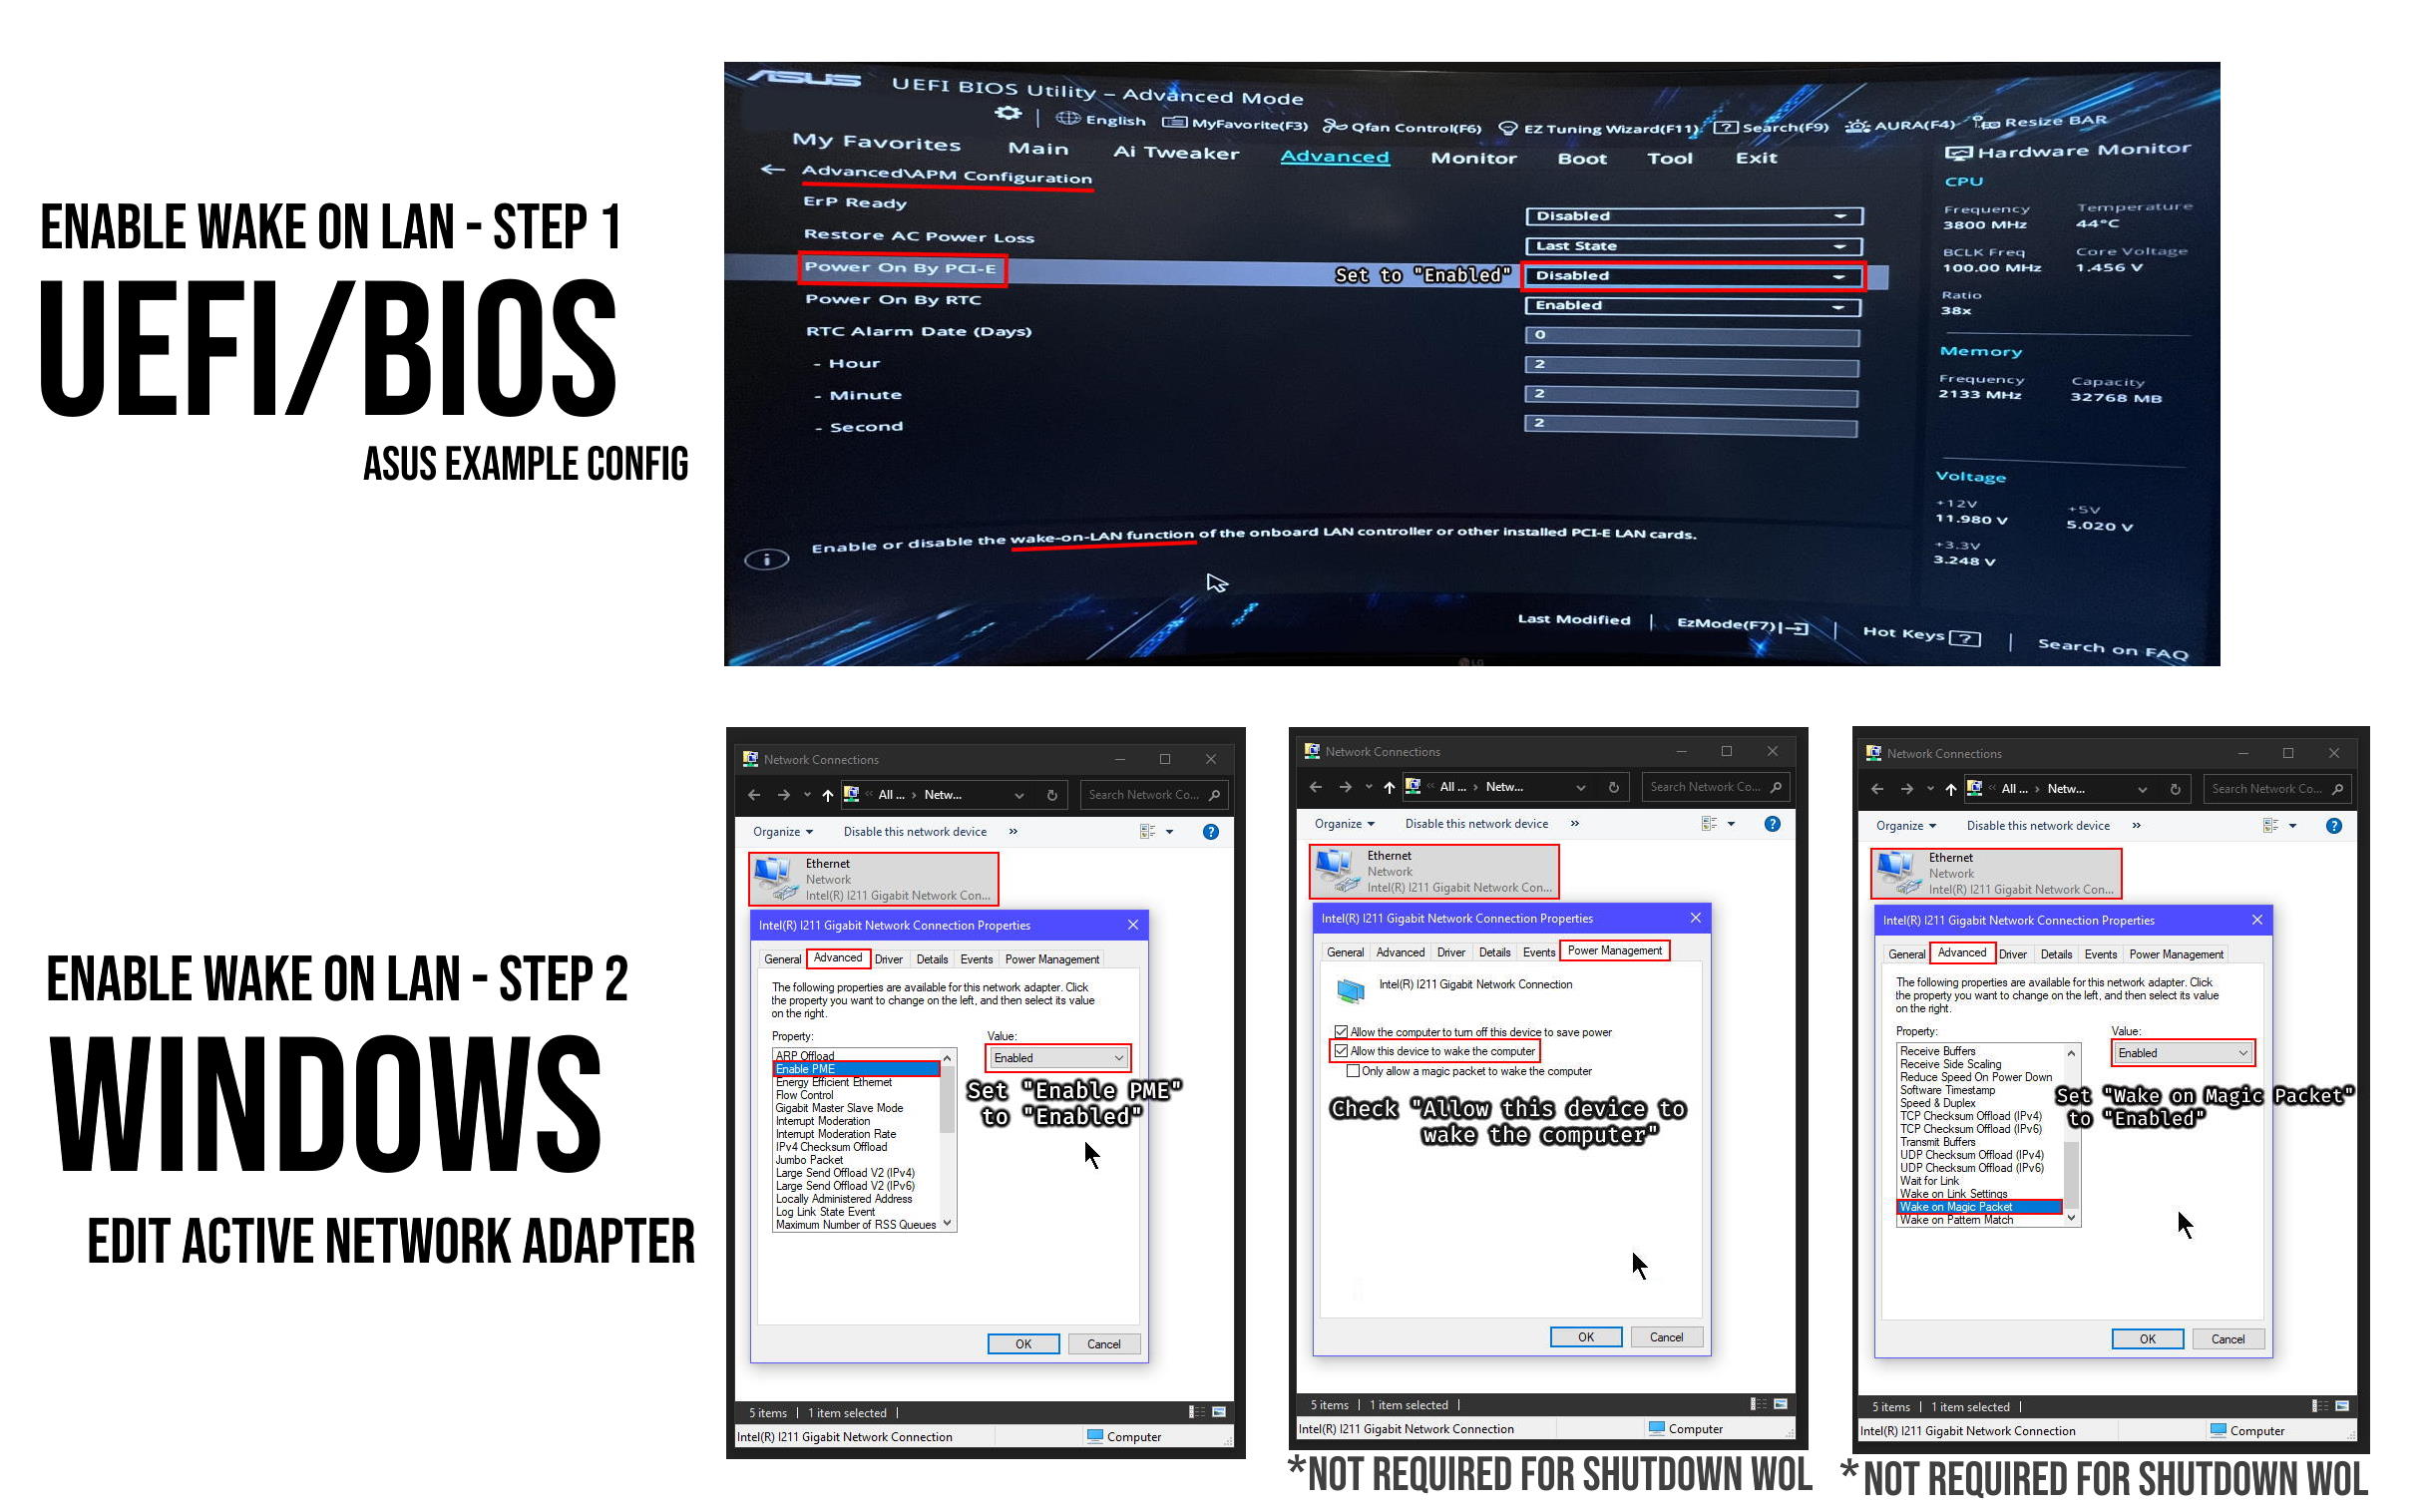 ENABLE WAKE ON LAN - STEP 1
UEFI/BIOS
ASUS EXAMPLE CONFIG
ASUS UEFI BIOS Utility – Advanced Mode
English MyFavorite(F3) Qfan Control(F6) EZ Tuning Wizard(F11) ? Search(F9) AURA(F4) Resize BAR
My Favorites Main Ai Tweaker Advanced Monitor Boot Tool Exit
← Advanced\APM Configuration
ErP Ready Disabled
Restore AC Power Loss Last State
Power On By PCI-E Set to "Enabled" Disabled
Power On By RTC Enabled
RTC Alarm Date (Days) 0
- Hour 2
- Minute 2
- Second 2
Enable or disable the wake-on-LAN function of the onboard LAN controller or other installed PCI-E LAN cards.
Hardware Monitor
CPU
Frequency Temperature
3800 MHz 44°C
BCLK Freq Core Voltage
100.00 MHz 1.456 V
Ratio
38x
Memory
Frequency Capacity
2133 MHz 32768 MB
Voltage
+12V +5V
11.980 V 5.020 V
+3.3V
3.248 V
Last Modified | EzMode(F7) | Hot Keys ? | Search on FAQ
LG
ENABLE WAKE ON LAN - STEP 2
WINDOWS
EDIT ACTIVE NETWORK ADAPTER
Network Connections
« All ... › Netw... Search Network Co...
Organize Disable this network device » ?
Ethernet
Network
Intel(R) I211 Gigabit Network Con...
Intel(R) I211 Gigabit Network Connection Properties
General Advanced Driver Details Events Power Management
The following properties are available for this network adapter. Click
the property you want to change on the left, and then select its value
on the right.
Property: Value:
Enabled
ARP Offload
Enable PME
Energy Efficient Ethernet
Flow Control
Gigabit Master Slave Mode
Interrupt Moderation
Interrupt Moderation Rate
IPv4 Checksum Offload
Jumbo Packet
Large Send Offload V2 (IPv4)
Large Send Offload V2 (IPv6)
Locally Administered Address
Log Link State Event
Maximum Number of RSS Queues
Set "Enable PME"
to "Enabled"
OK Cancel
5 items | 1 item selected |
Intel(R) I211 Gigabit Network Connection Computer
Network Connections
« All ... › Netw... Search Network Co...
Organize Disable this network device » ?
Ethernet
Network
Intel(R) I211 Gigabit Network Con...
Intel(R) I211 Gigabit Network Connection Properties
General Advanced Driver Details Events Power Management
Intel(R) I211 Gigabit Network Connection
Allow the computer to turn off this device to save power
Allow this device to wake the computer
Only allow a magic packet to wake the computer
Check "Allow this device to
wake the computer"
OK Cancel
5 items | 1 item selected |
Intel(R) I211 Gigabit Network Connection Computer
*NOT REQUIRED FOR SHUTDOWN WOL
Network Connections
« All ... › Netw... Search Network Co...
Organize Disable this network device » ?
Ethernet
Network
Intel(R) I211 Gigabit Network Con...
Intel(R) I211 Gigabit Network Connection Properties
General Advanced Driver Details Events Power Management
The following properties are available for this network adapter. Click
the property you want to change on the left, and then select its value
on the right.
Property: Value:
Enabled
Receive Buffers
Receive Side Scaling
Reduce Speed On Power Down
Software Timestamp
Speed & Duplex
TCP Checksum Offload (IPv4)
TCP Checksum Offload (IPv6)
Transmit Buffers
UDP Checksum Offload (IPv4)
UDP Checksum Offload (IPv6)
Wait for Link
Wake on Link Settings
Wake on Magic Packet
Wake on Pattern Match
Set "Wake on Magic Packet"
to "Enabled"
OK Cancel
5 items | 1 item selected |
Intel(R) I211 Gigabit Network Connection Computer
*NOT REQUIRED FOR SHUTDOWN WOL